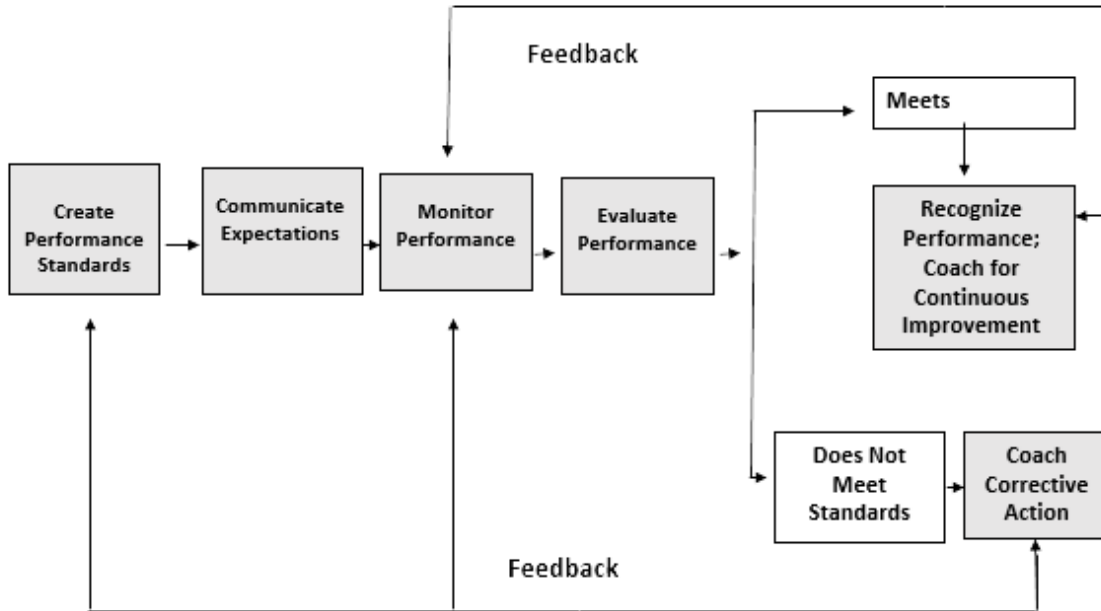 Feedback
Meets
Create
Performance
Standards
Communicate
Expectations
Monitor
Performance
Evaluate
Performance
Recognize
Performance;
Coach for
Continuous
Improvement
Does Not
Meet
Standards
Coach
Corrective
Action
Feedback